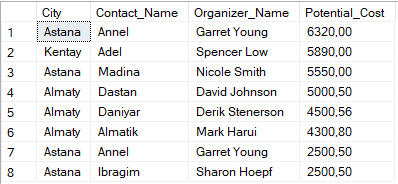 City Contact_Name Organizer_Name Potential_Cost
1 Astana Annel Garret Young 6320,00
2 Kentay Adel Spencer Low 5890,00
3 Astana Madina Nicole Smith 5550,00
4 Almaty Dastan David Johnson 5000,50
5 Almaty Daniyar Derik Stenerson 4500,56
6 Almaty Almatik Mark Harui 4300,80
7 Astana Annel Garret Young 2500,50
8 Astana Ibragim Sharon Hoepf 2500,50